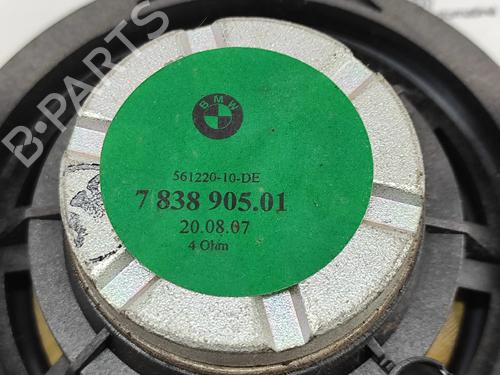 BMW
561220-10-DE
7 838 905.01
20.08.07
4 Ohm
B-PARTS